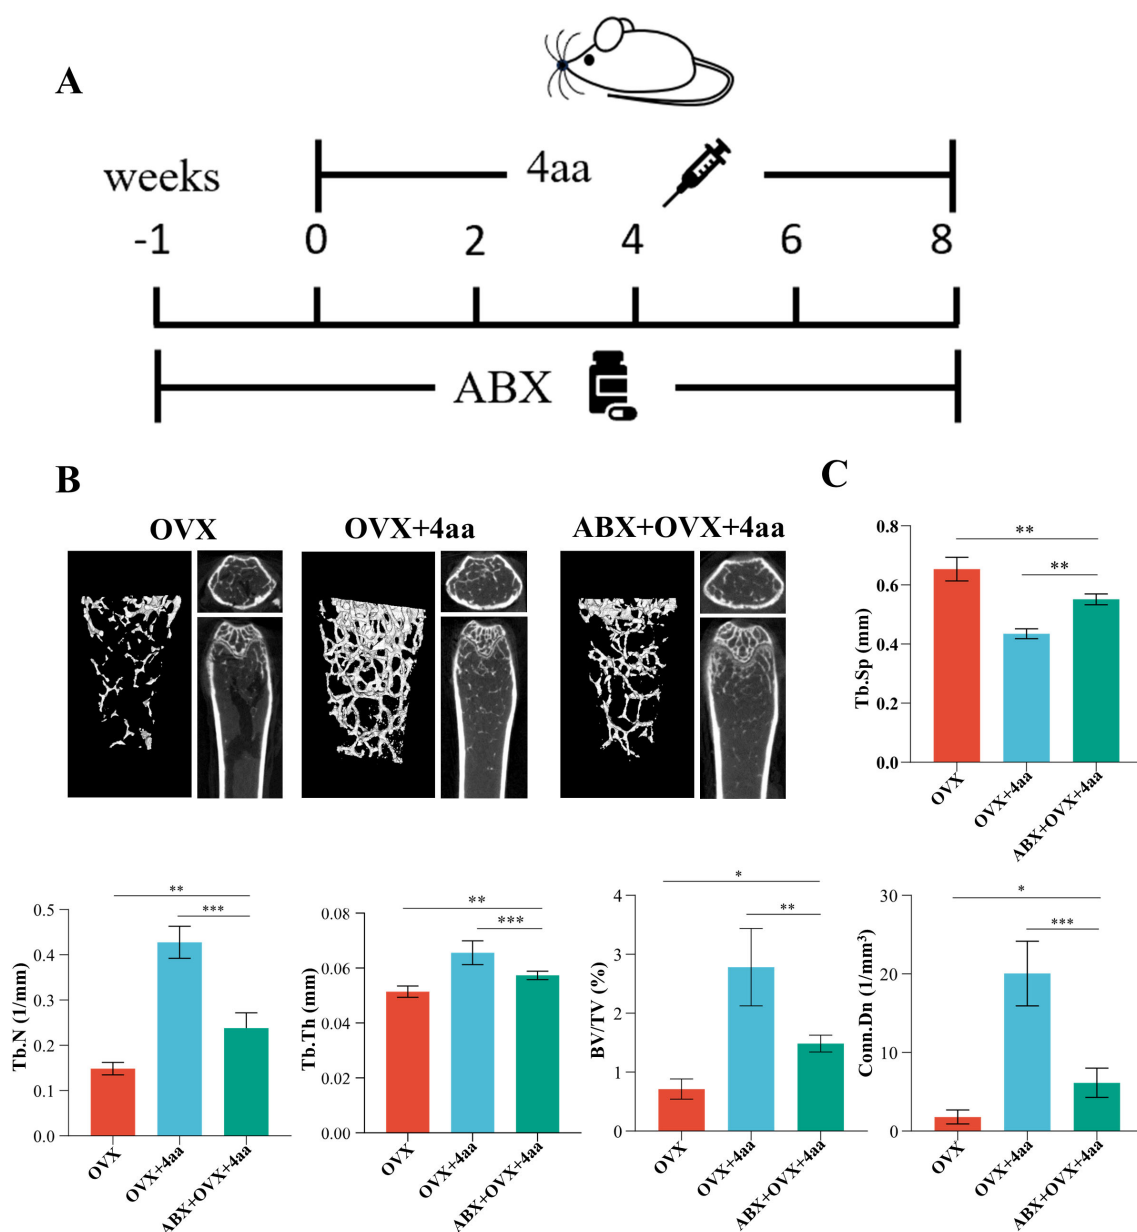 A
weeks
4aa
-1 0 2 4 6 8
ABX
B
C
OVX
OVX+4aa
ABX+OVX+4aa
Tb.Sp (mm)
0.8
0.6
0.4
0.2
0.0
**
**
OVX
OVX+4aa
ABX+OVX+4aa
Tb.N (1/mm)
0.5
0.4
0.3
0.2
0.1
0.0
**
***
OVX
OVX+4aa
ABX+OVX+4aa
Tb.Th (mm)
0.08
0.06
0.04
0.02
0.00
**
***
OVX
OVX+4aa
ABX+OVX+4aa
BV/TV (%)
4
3
2
1
0
*
**
OVX
OVX+4aa
ABX+OVX+4aa
Conn.Dn (1/mm³)
30
20
10
0
*
***
OVX
OVX+4aa
ABX+OVX+4aa